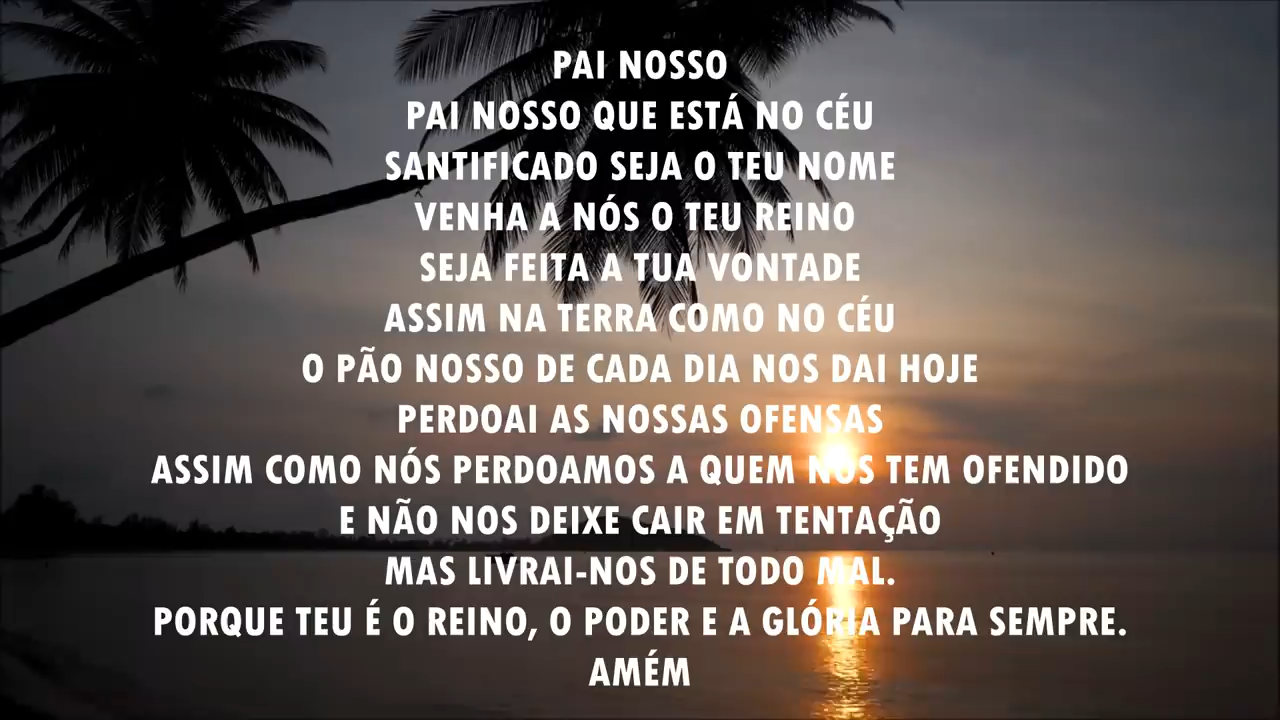 PAI NOSSO
PAI NOSSO QUE ESTÁ NO CÉU
SANTIFICADO SEJA O TEU NOME
VENHA A NÓS O TEU REINO
SEJA FEITA A TUA VONTADE
ASSIM NA TERRA COMO NO CÉU
O PÃO NOSSO DE CADA DIA NOS DAI HOJE
PERDOAI AS NOSSAS OFENSAS
ASSIM COMO NÓS PERDOAMOS A QUEM NOS TEM OFENDIDO
E NÃO NOS DEIXE CAIR EM TENTAÇÃO
MAS LIVRAI-NOS DE TODO MAL.
PORQUE TEU É O REINO, O PODER E A GLÓRIA PARA SEMPRE.
AMÉM